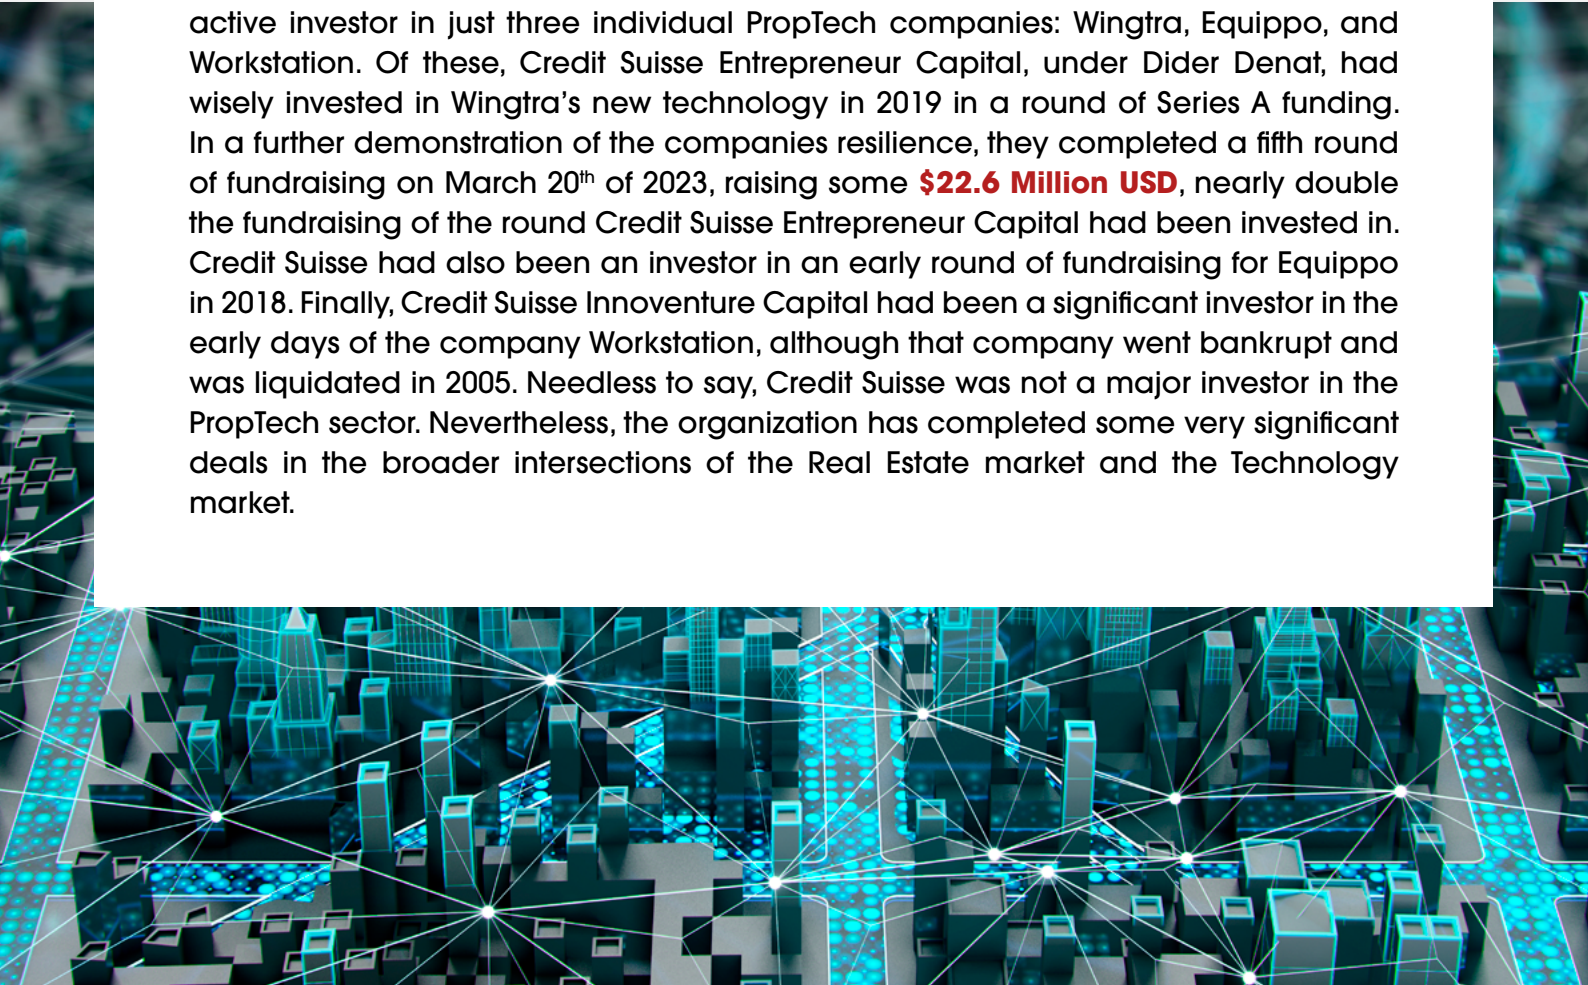 active investor in just three individual PropTech companies: Wingtra, Equippo, and
Workstation. Of these, Credit Suisse Entrepreneur Capital, under Dider Denat, had
wisely invested in Wingtra's new technology in 2019 in a round of Series A funding.
In a further demonstration of the companies resilience, they completed a fifth round
of fundraising on March 20th of 2023, raising some $22.6 Million USD, nearly double
the fundraising of the round Credit Suisse Entrepreneur Capital had been invested in.
Credit Suisse had also been an investor in an early round of fundraising for Equippo
in 2018. Finally, Credit Suisse Innoventure Capital had been a significant investor in the
early days of the company Workstation, although that company went bankrupt and
was liquidated in 2005. Needless to say, Credit Suisse was not a major investor in the
PropTech sector. Nevertheless, the organization has completed some very significant
deals in the broader intersections of the Real Estate market and the Technology
market.